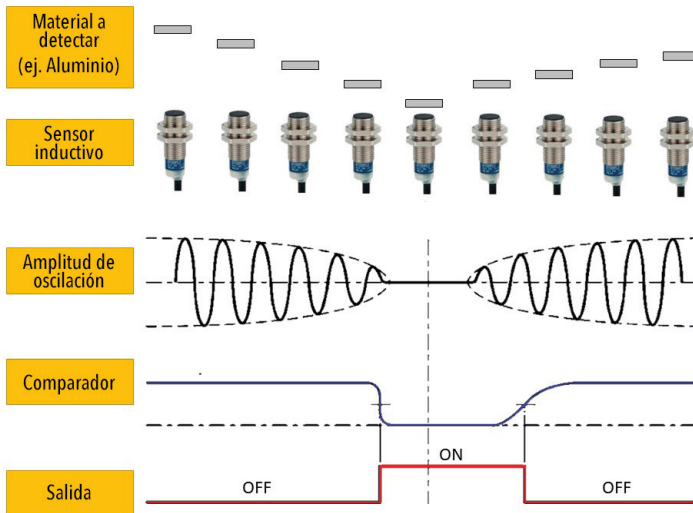 Material a
detectar
(ej. Aluminio)
Sensor
inductivo
Amplitud de
oscilación
Comparador
Salida
OFF
ON
OFF